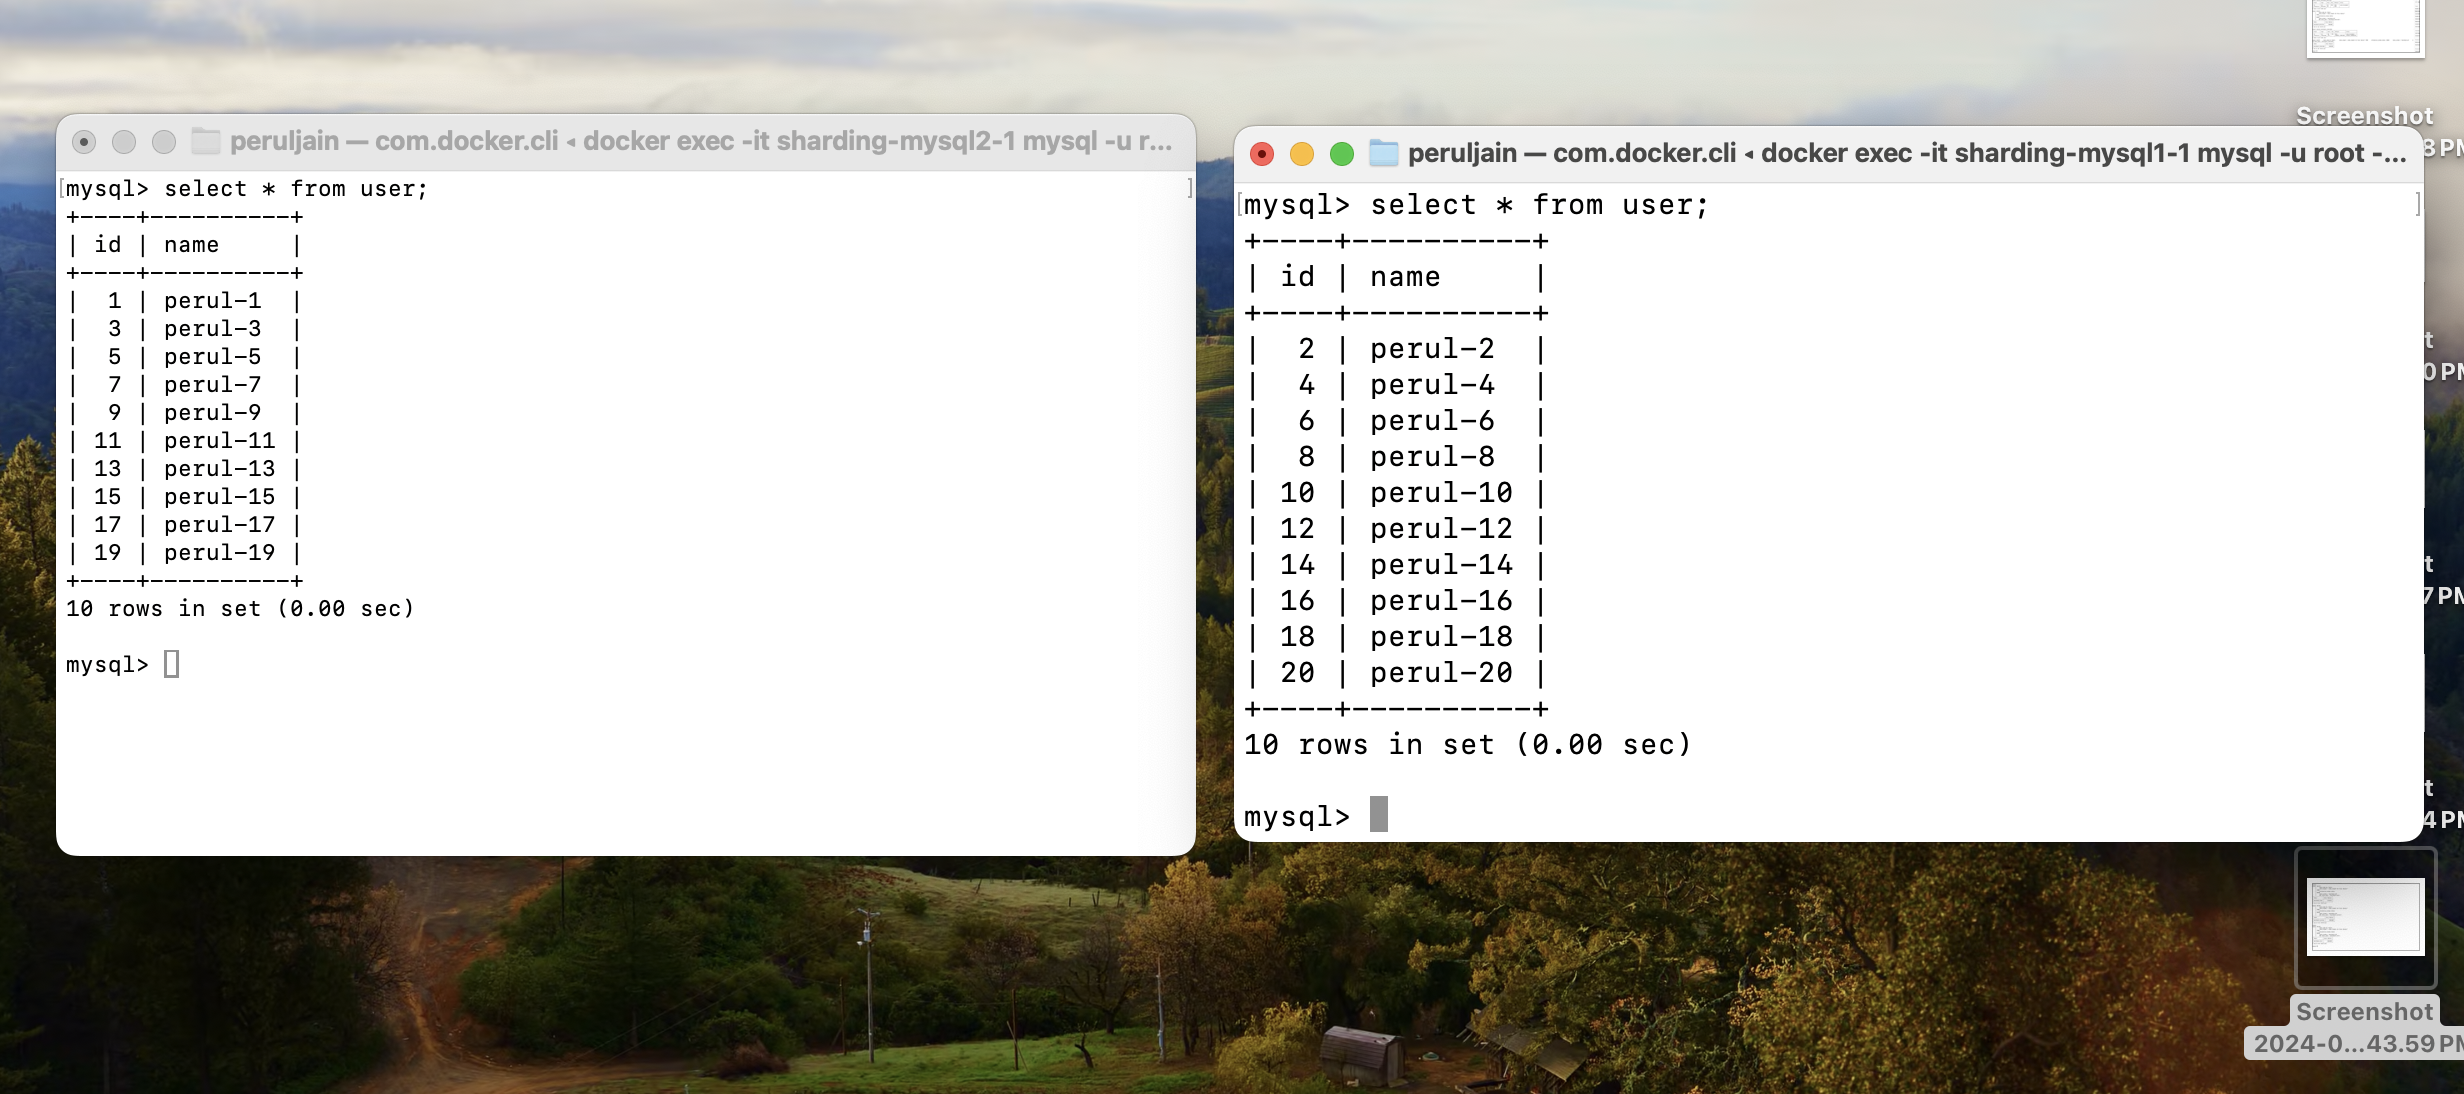 peruljain — com.docker.cli ◂ docker exec -it sharding-mysql2-1 mysql -u r...
[mysql> select * from user; ]
+----+----------+
| id | name     |
+----+----------+
|  1 | perul-1  |
|  3 | perul-3  |
|  5 | perul-5  |
|  7 | perul-7  |
|  9 | perul-9  |
| 11 | perul-11 |
| 13 | perul-13 |
| 15 | perul-15 |
| 17 | perul-17 |
| 19 | perul-19 |
+----+----------+
10 rows in set (0.00 sec)
mysql>
peruljain — com.docker.cli ◂ docker exec -it sharding-mysql1-1 mysql -u root -...
[mysql> select * from user; ]
+----+----------+
| id | name     |
+----+----------+
|  2 | perul-2  |
|  4 | perul-4  |
|  6 | perul-6  |
|  8 | perul-8  |
| 10 | perul-10 |
| 12 | perul-12 |
| 14 | perul-14 |
| 16 | perul-16 |
| 18 | perul-18 |
| 20 | perul-20 |
+----+----------+
10 rows in set (0.00 sec)
mysql>
Screenshot
8 PM
t
0 PM
t
7 PM
t
4 PM
Screenshot
2024-0...43.59 PM